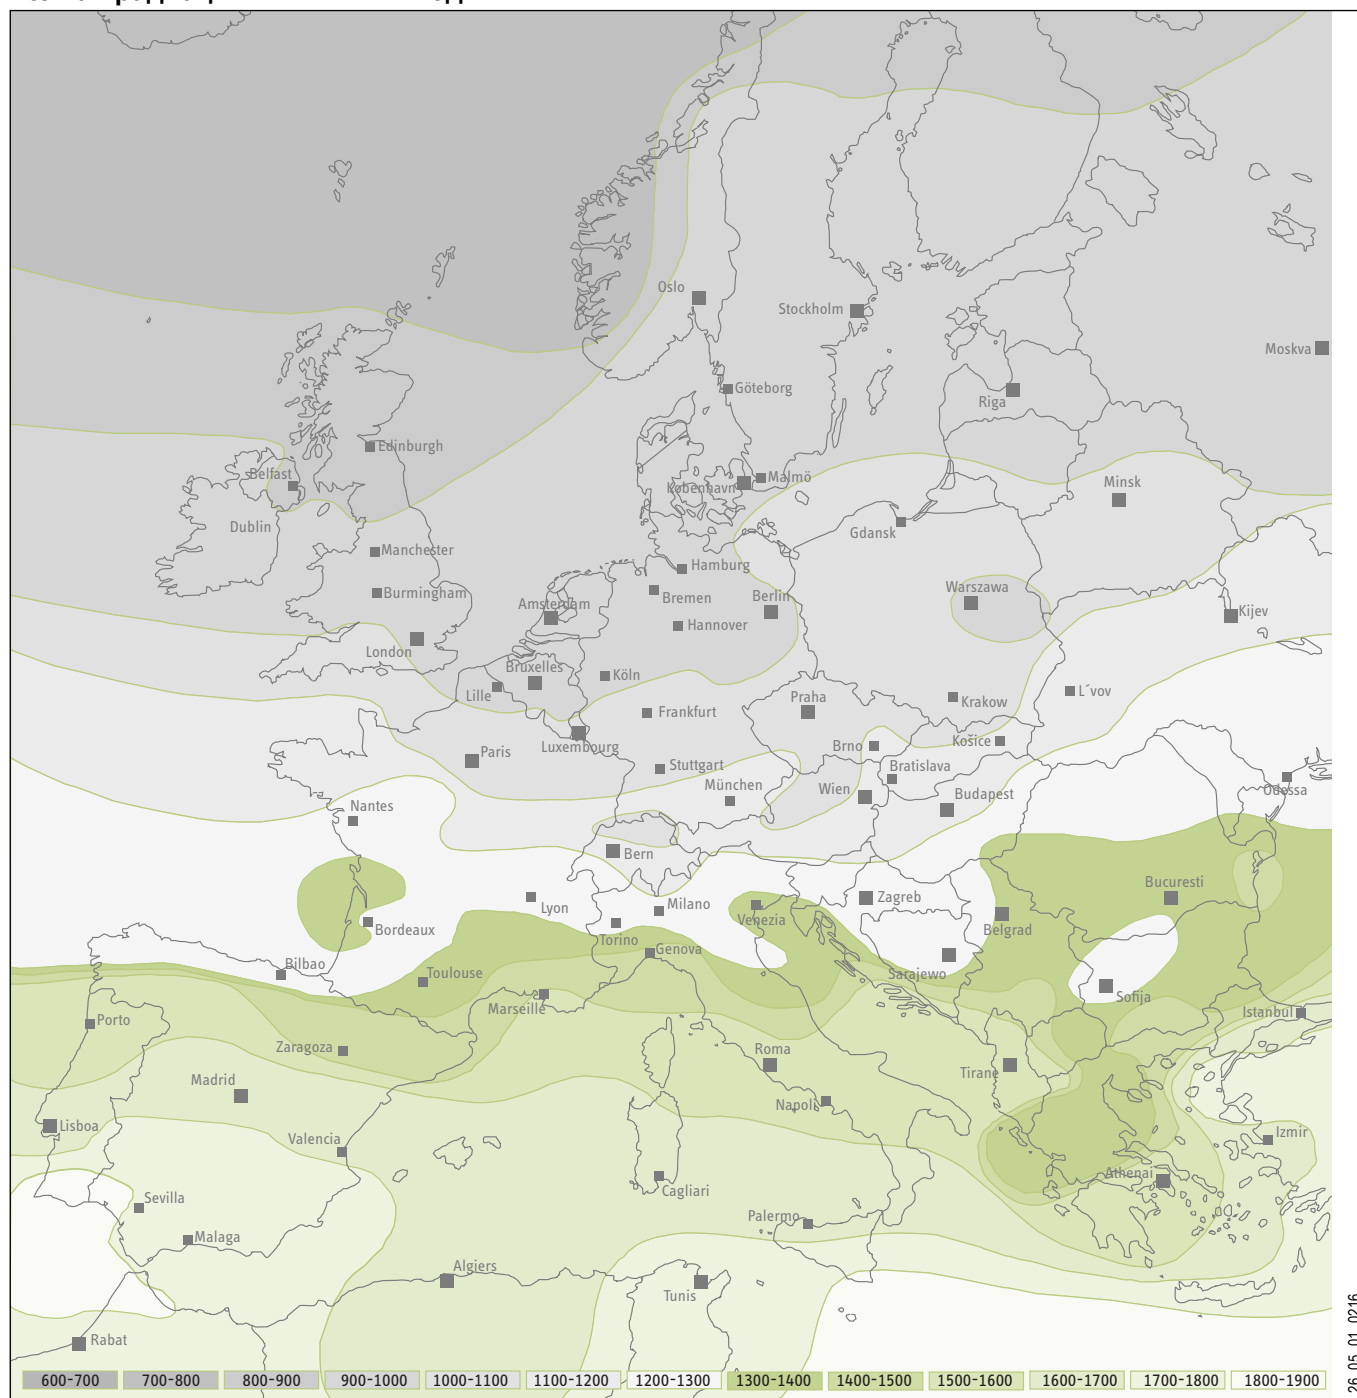 Oslo
Stockholm
Moskva
Göteborg
Riga
Edinburgh
Belfast
Malmö
København
Minsk
Dublin
Gdansk
Manchester
Hamburg
Burmingham
Bremen
Berlin
Warszawa
Amsterdam
Hannover
Kijev
London
Bruxelles
Köln
Lille
Praha
Krakow
L´vov
Frankfurt
Luxembourg
Paris
Brno
Košice
Stuttgart
Bratislava
München
Wien
Budapest
Odessa
Nantes
Bern
Bucuresti
Lyon
Milano
Venezia
Zagreb
Bordeaux
Torino
Belgrad
Genova
Bilbao
Toulouse
Sarajewo
Sofija
Marseille
Istanbul
Porto
Zaragoza
Roma
Tirane
Madrid
Napoli
Lisboa
Valencia
Izmir
Athenai
Cagliari
Sevilla
Palermo
Malaga
Algiers
Tunis
Rabat
600-700 700-800 800-900 900-1000 1000-1100 1100-1200 1200-1300 1300-1400 1400-1500 1500-1600 1600-1700 1700-1800 1800-1900
26_05_01_0216